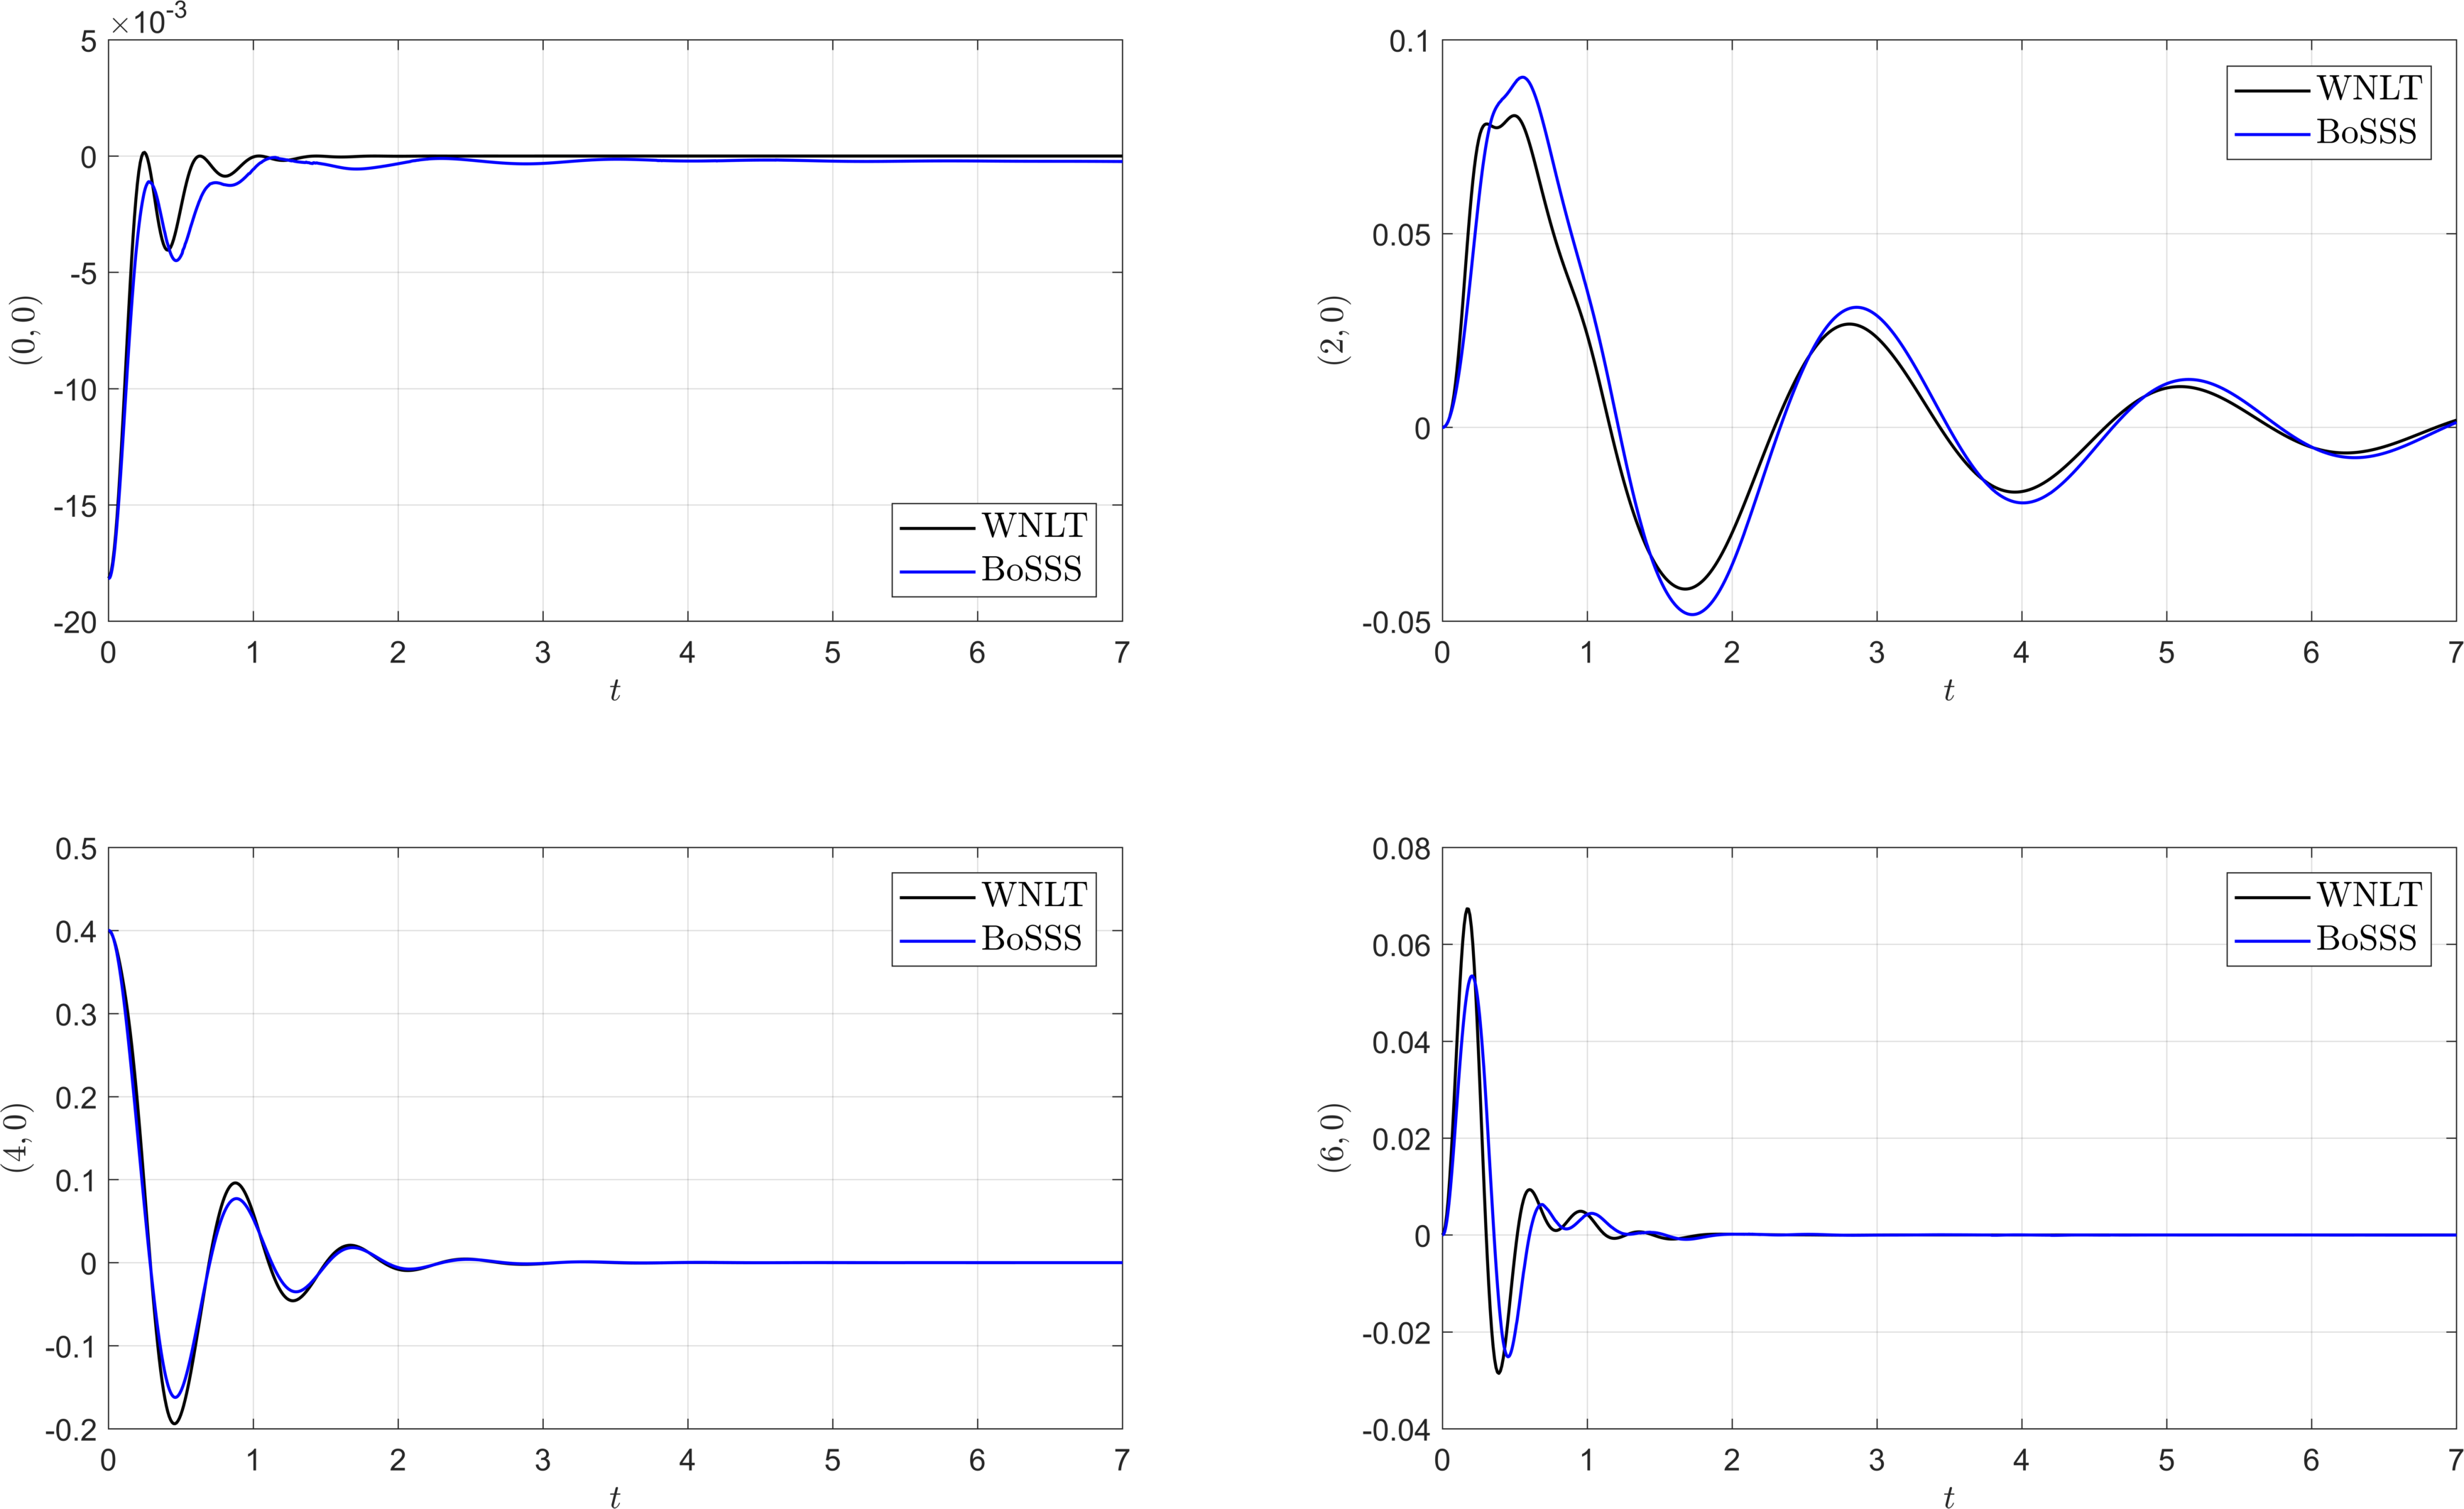 ×10-3
5
0
-5
-10
-15
-20
(0, 0)
0 1 2 3 4 5 6 7
t
WNLT
BoSSS
0.1
0.05
0
-0.05
(2, 0)
0 1 2 3 4 5 6 7
t
WNLT
BoSSS
0.5
0.4
0.3
0.2
0.1
0
-0.1
-0.2
(4, 0)
0 1 2 3 4 5 6 7
t
WNLT
BoSSS
0.08
0.06
0.04
0.02
0
-0.02
-0.04
(6, 0)
0 1 2 3 4 5 6 7
t
WNLT
BoSSS